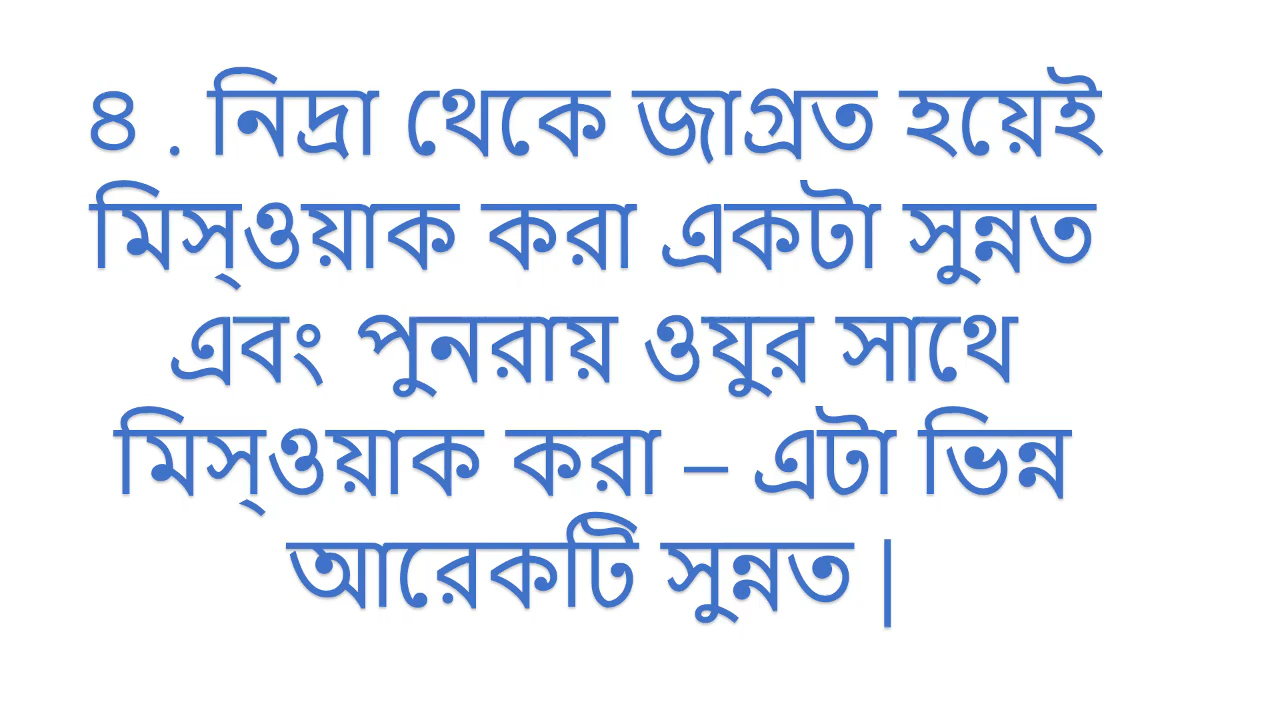 ৪ . নিদ্রা থেকে জাগ্রত হয়েই
মিস্ওয়াক করা একটা সুন্নত
এবং পুনরায় ওযুর সাথে
মিস্ওয়াক করা – এটা ভিন্ন
আরেকটি সুন্নত |